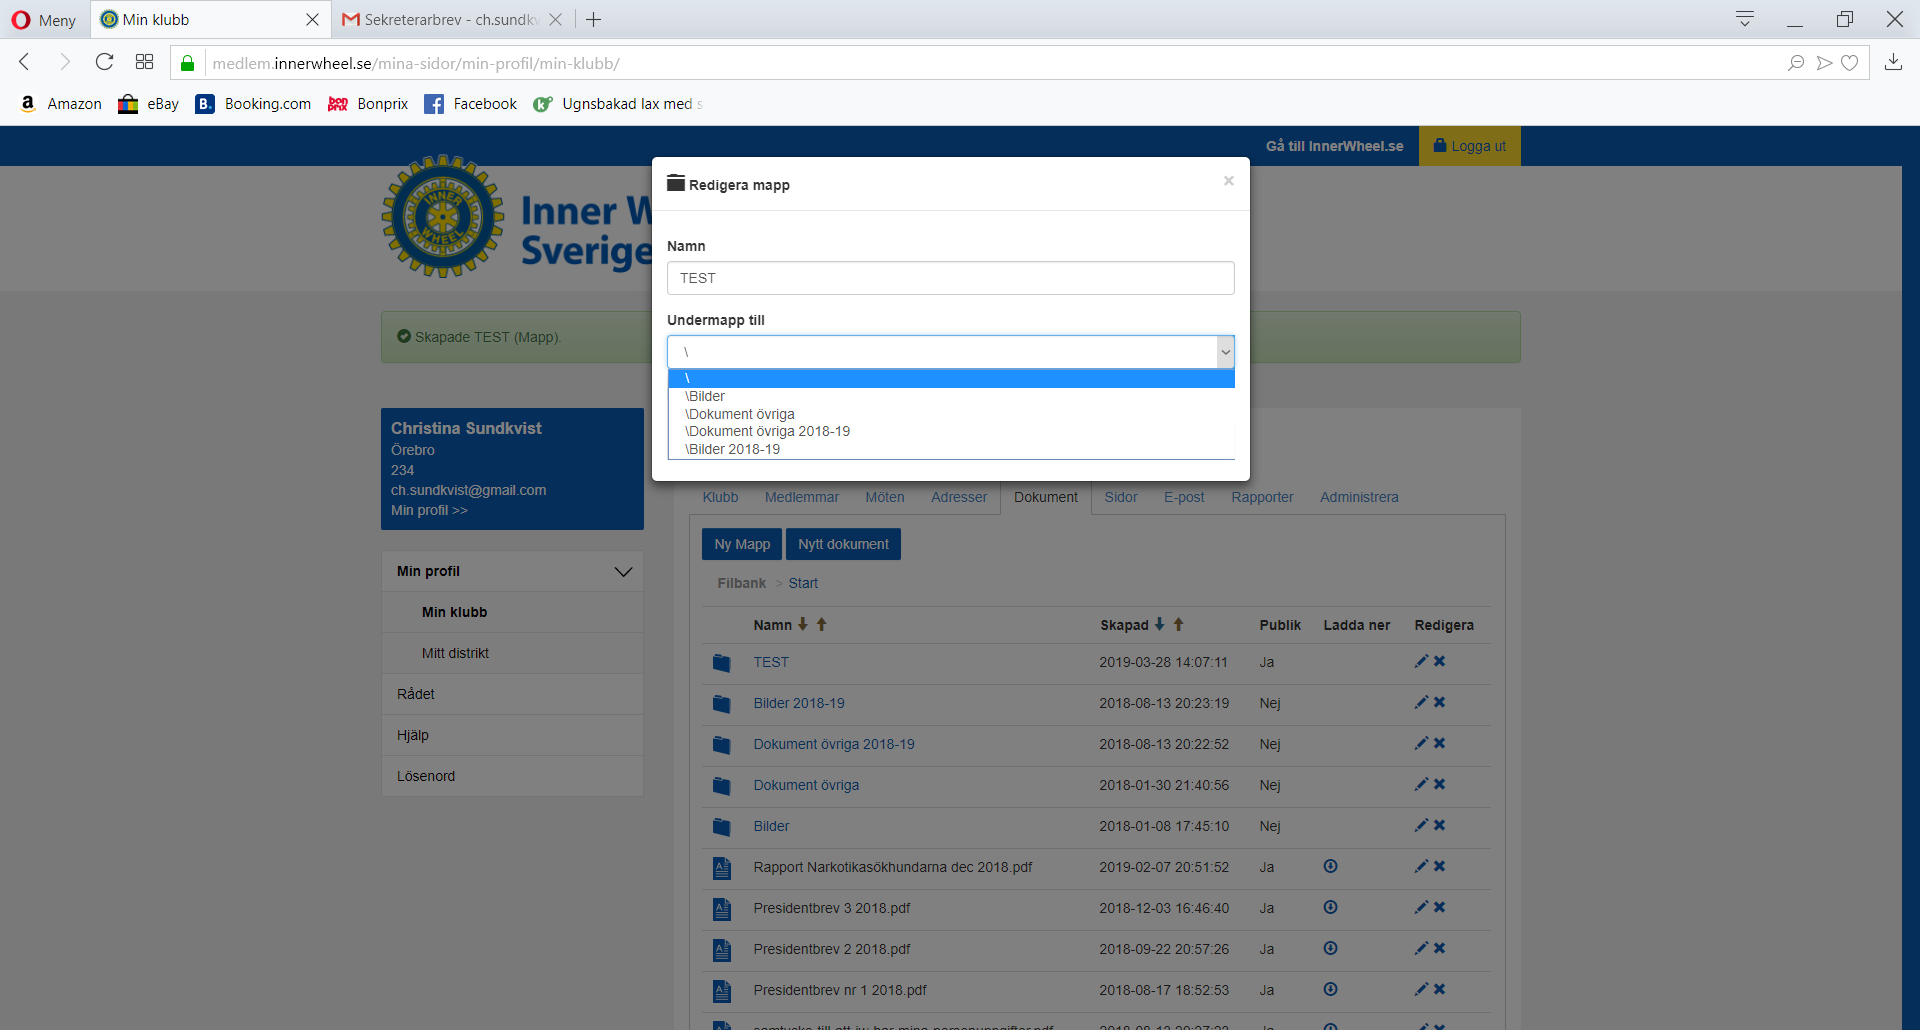 Meny
Min klubb
Sekreterarbrev - ch.sundkv
medlem.innerwheel.se/mina-sidor/min-profil/min-klubb/
Amazon
eBay
Booking.com
Bonprix
Facebook
Ugnsbakad lax med s
Gå till InnerWheel.se
Logga ut
INNER
WHEEL
Inner W
Sverige
Redigera mapp
×
Namn
TEST
Undermapp till
\
\
\Bilder
\Dokument övriga
\Dokument övriga 2018-19
\Bilder 2018-19
Skapade TEST (Mapp).
Christina Sundkvist
Örebro
234
ch.sundkvist@gmail.com
Min profil >>
Min profil
Min klubb
Mitt distrikt
Rådet
Hjälp
Lösenord
Klubb Medlemmar Möten Adresser Dokument Sidor E-post Rapporter Administrera
Ny Mapp Nytt dokument
Filbank > Start
Namn Skapad Publik Ladda ner Redigera
TEST 2019-03-28 14:07:11 Ja
Bilder 2018-19 2018-08-13 20:23:19 Nej
Dokument övriga 2018-19 2018-08-13 20:22:52 Nej
Dokument övriga 2018-01-30 21:40:56 Nej
Bilder 2018-01-08 17:45:10 Nej
Rapport Narkotikasökhundarna dec 2018.pdf 2019-02-07 20:51:52 Ja
Presidentbrev 3 2018.pdf 2018-12-03 16:46:40 Ja
Presidentbrev 2 2018.pdf 2018-09-22 20:57:26 Ja
Presidentbrev nr 1 2018.pdf 2018-08-17 18:52:53 Ja